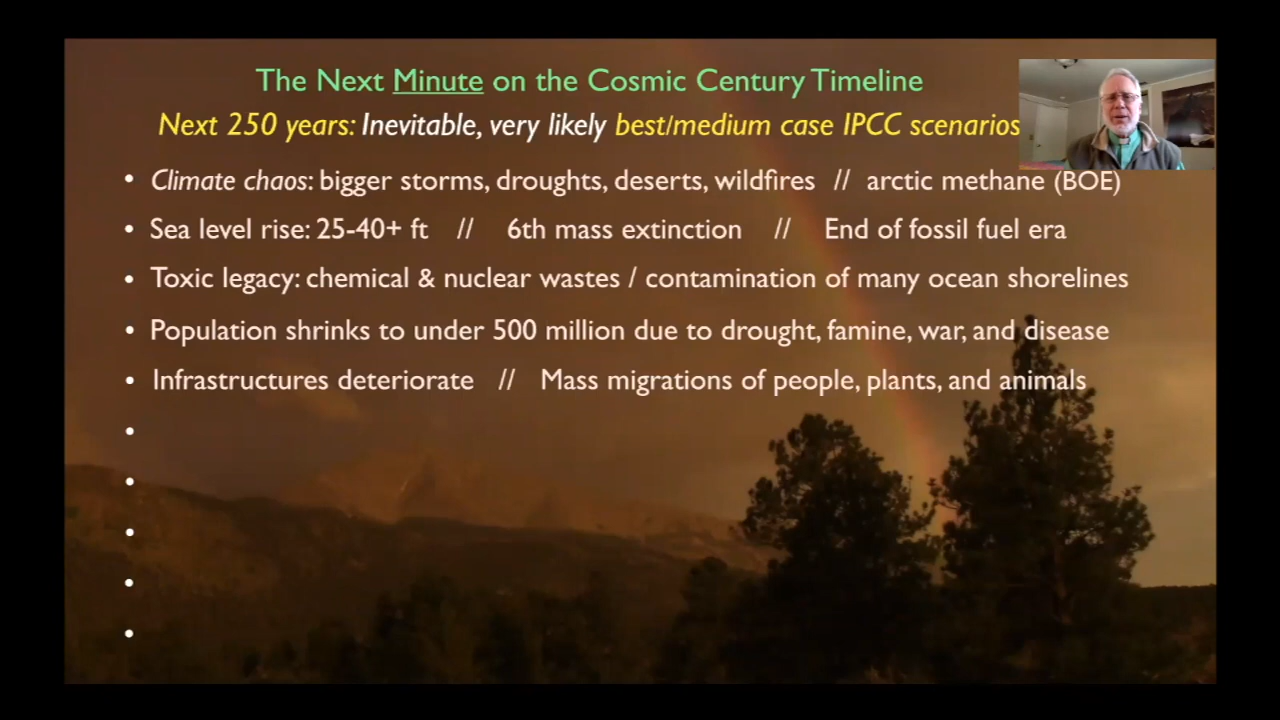 The Next Minute on the Cosmic Century Timeline
Next 250 years: Inevitable, very likely best/medium case IPCC scenarios
• Climate chaos: bigger storms, droughts, deserts, wildfires // arctic methane (BOE)
• Sea level rise: 25-40+ ft // 6th mass extinction // End of fossil fuel era
• Toxic legacy: chemical & nuclear wastes / contamination of many ocean shorelines
• Population shrinks to under 500 million due to drought, famine, war, and disease
• Infrastructures deteriorate // Mass migrations of people, plants, and animals